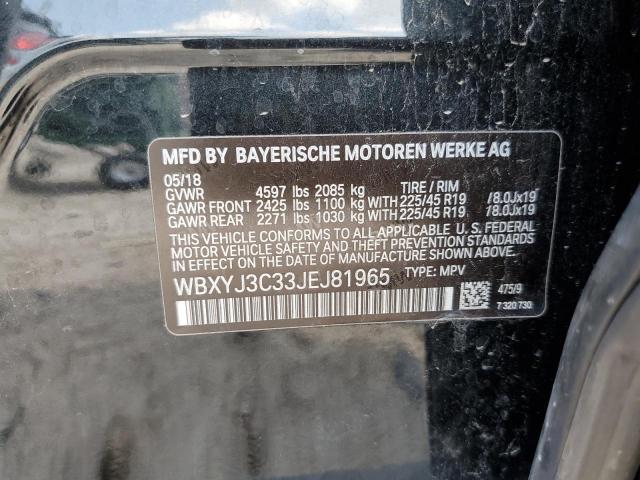 MFD BY BAYERISCHE MOTOREN WERKE AG
05/18
GVWR 4597 lbs 2085 kg TIRE / RIM
GAWR FRONT 2425 lbs 1100 kg WITH 225/45 R19 /8.0Jx19
GAWR REAR 2271 lbs 1030 kg WITH 225/45 R19 /8.0Jx19
THIS VEHICLE CONFORMS TO ALL APPLICABLE U.S. FEDERAL
MOTOR VEHICLE SAFETY AND THEFT PREVENTION STANDARDS
IN EFFECT ON THE DATE OF MANUFACTURE SHOWN
ABOVE.
WBXYJ3C33JEJ81965 TYPE: MPV
475/9
7 320 730